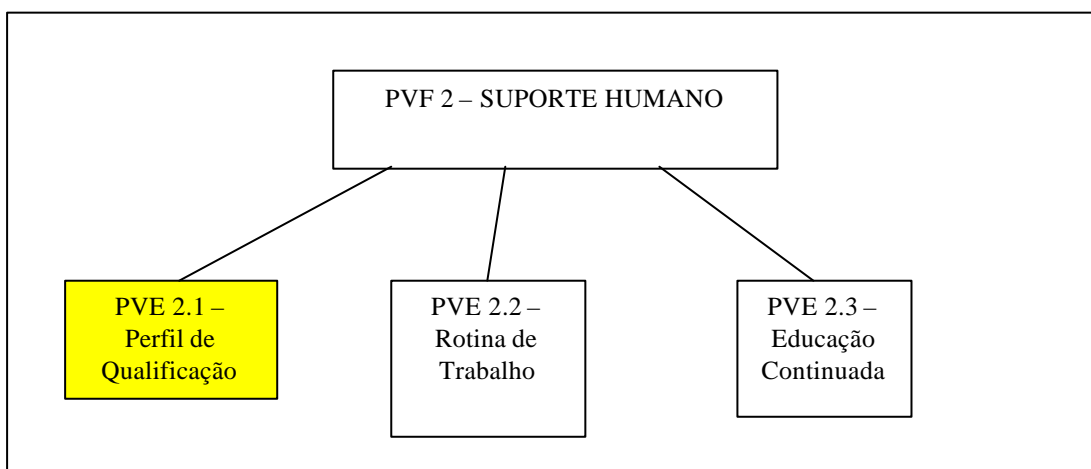 PVF 2 – SUPORTE HUMANO
PVE 2.1 –
Perfil de
Qualificação
PVE 2.2 –
Rotina de
Trabalho
PVE 2.3 –
Educação
Continuada